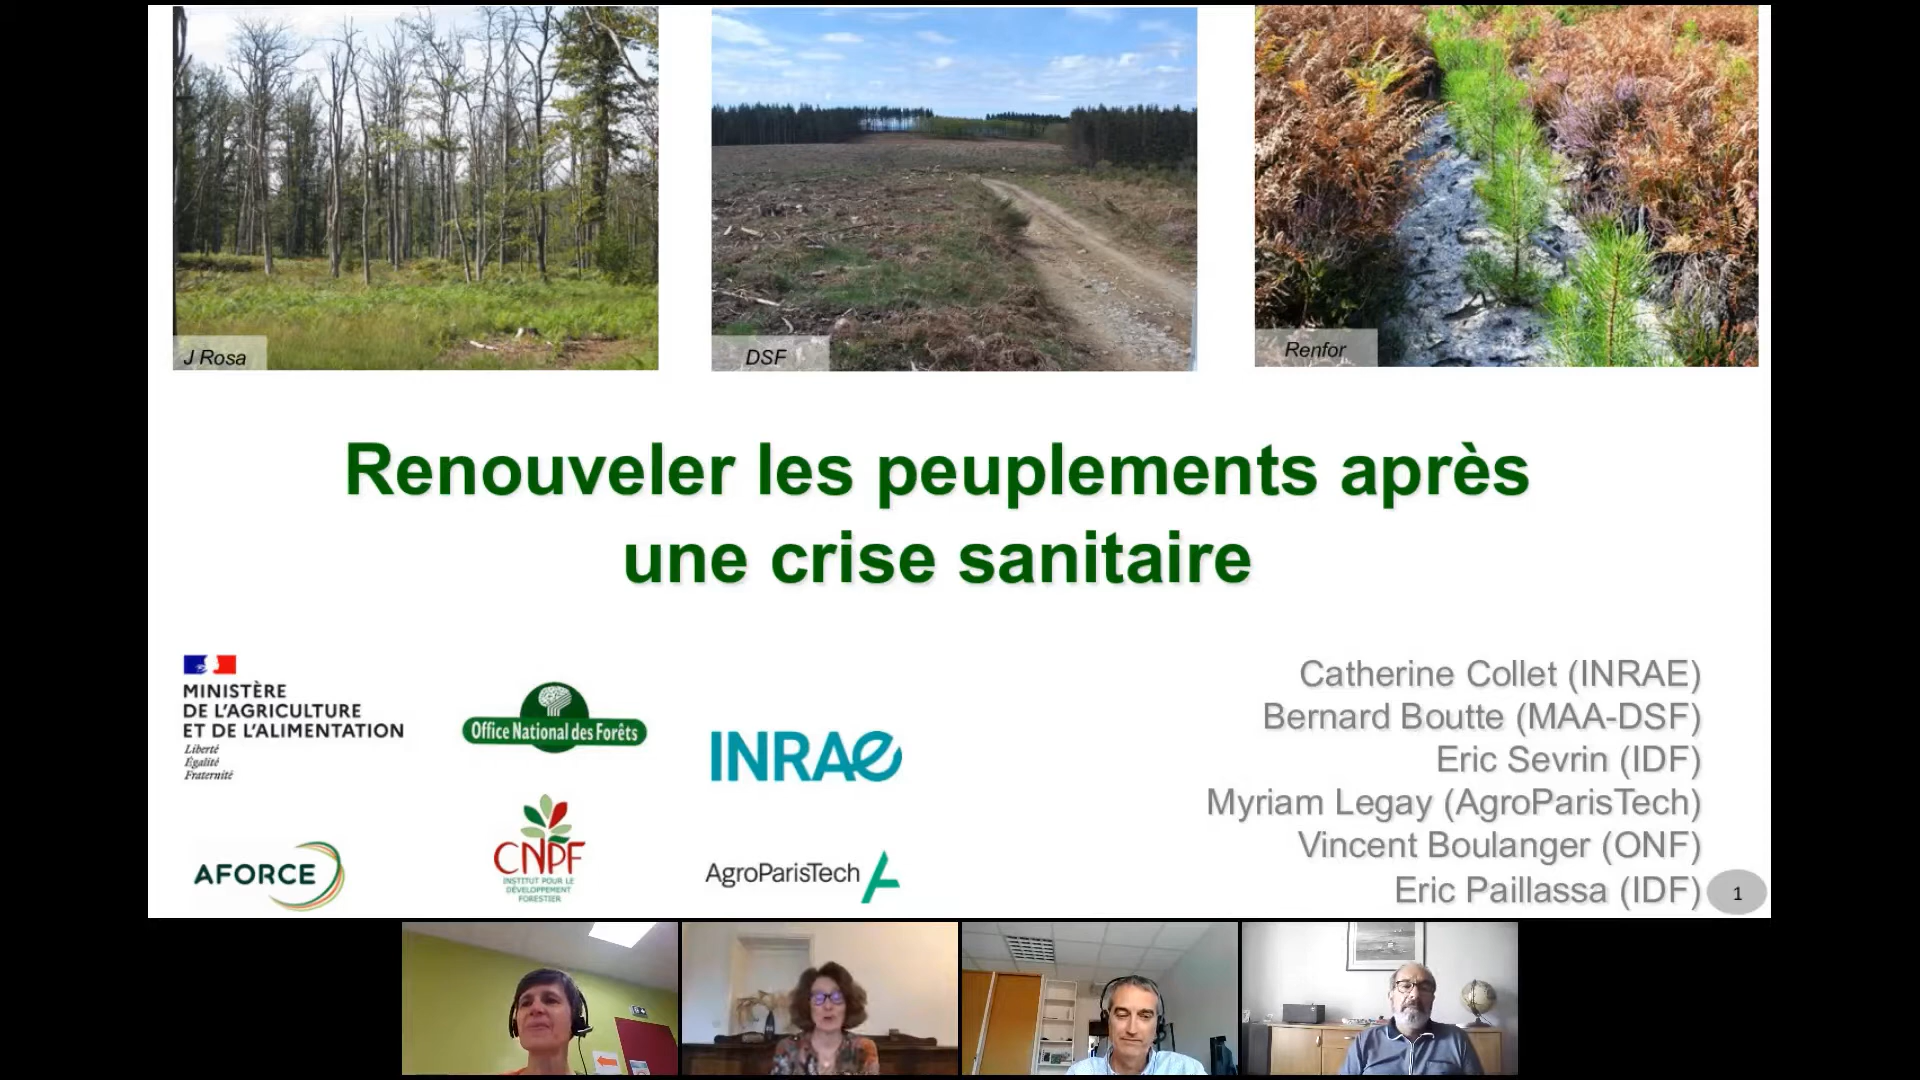 J Rosa
DSF
Renfor
Renouveler les peuplements après
une crise sanitaire
MINISTÈRE
DE L'AGRICULTURE
ET DE L'ALIMENTATION
Liberté
Égalité
Fraternité
Office National des Forêts
INRAE
AFORCE
CNPF
INSTITUT POUR LE
DÉVELOPPEMENT
FORESTIER
AgroParisTech
Catherine Collet (INRAE)
Bernard Boutte (MAA-DSF)
Eric Sevrin (IDF)
Myriam Legay (AgroParisTech)
Vincent Boulanger (ONF)
Eric Paillassa (IDF)
1